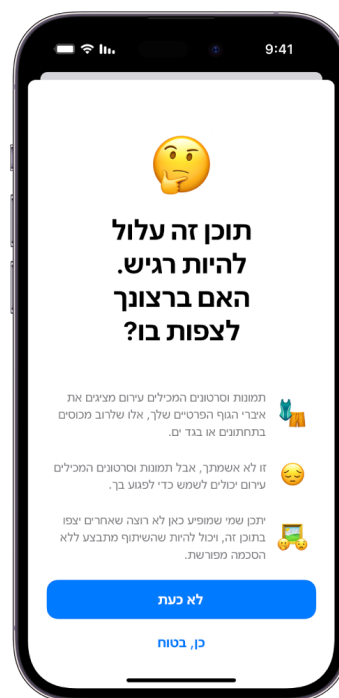 9:41
תוכן זה עלול
להיות רגיש.
האם ברצונך
לצפות בו?
תמונות וסרטונים המכילים עירום מציגים את
איברי הגוף הפרטיים שלך, אלו שלרוב מכוסים
בתחתונים או בגד ים.
זו לא אשמתך, אבל תמונות וסרטונים המכילים
עירום יכולים לשמש כדי לפגוע בך.
יתכן שמי שמופיע כאן לא רוצה שאחרים יצפו
בתוכן זה, ויכול להיות שהשיתוף מתבצע ללא
הסכמה מפורשת.
לא כעת
כן, בטוח